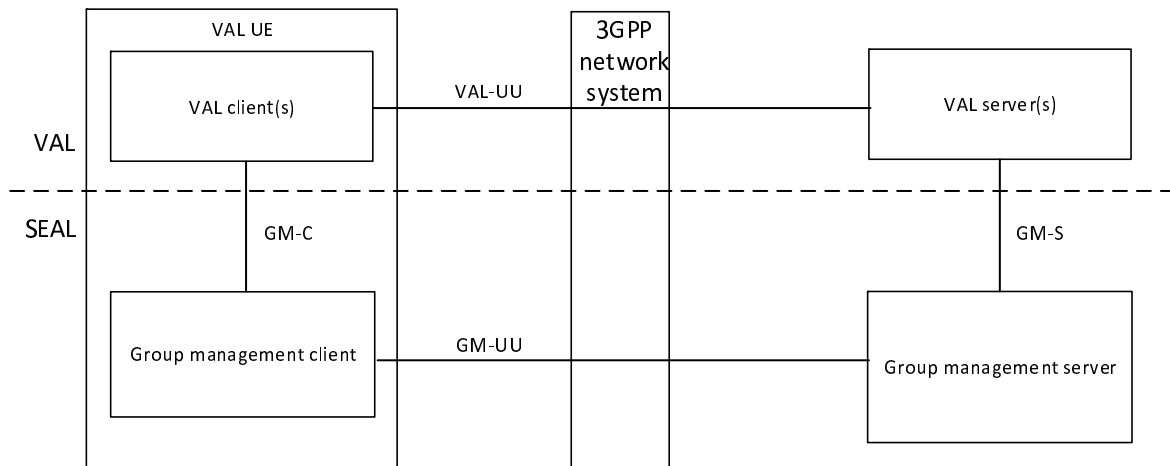 VAL UE
3GPP
network
system
VAL client(s)
VAL-UU
VAL server(s)
VAL
SEAL
GM-C
GM-S
Group management client
GM-UU
Group management server